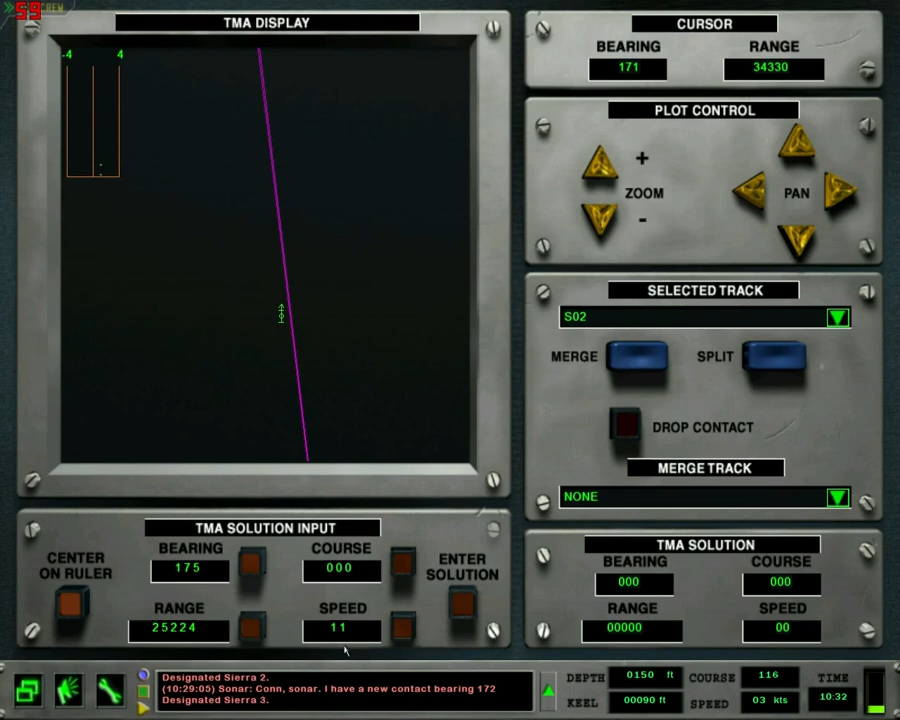 59
CREW
TMA DISPLAY
-4 4
CURSOR
BEARING RANGE
171 34330
PLOT CONTROL
+
ZOOM
-
PAN
SELECTED TRACK
S02
MERGE SPLIT
DROP CONTACT
MERGE TRACK
NONE
TMA SOLUTION INPUT
CENTER
ON RULER
BEARING COURSE
175 000
RANGE SPEED
25224 11
ENTER
SOLUTION
TMA SOLUTION
BEARING COURSE
000 000
RANGE SPEED
00000 00
Designated Sierra 2.
(10:29:05) Sonar: Conn, sonar. I have a new contact bearing 172
Designated Sierra 3.
DEPTH 0150 ft COURSE 116 TIME
KEEL 00090 ft SPEED 03 kts 10:32